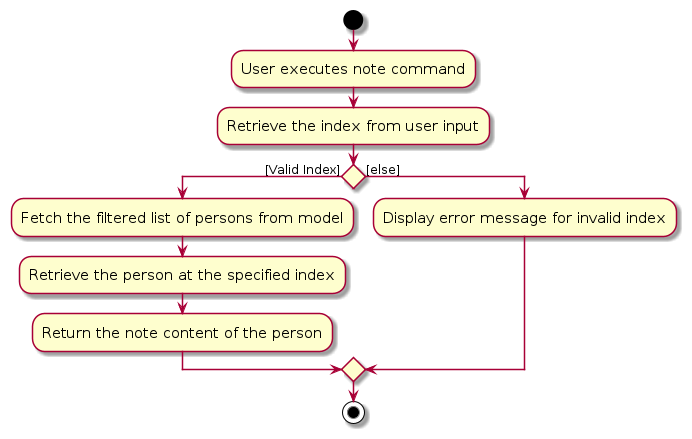 User executes note command
Retrieve the index from user input
[Valid Index]
[else]
Fetch the filtered list of persons from model
Display error message for invalid index
Retrieve the person at the specified index
Return the note content of the person